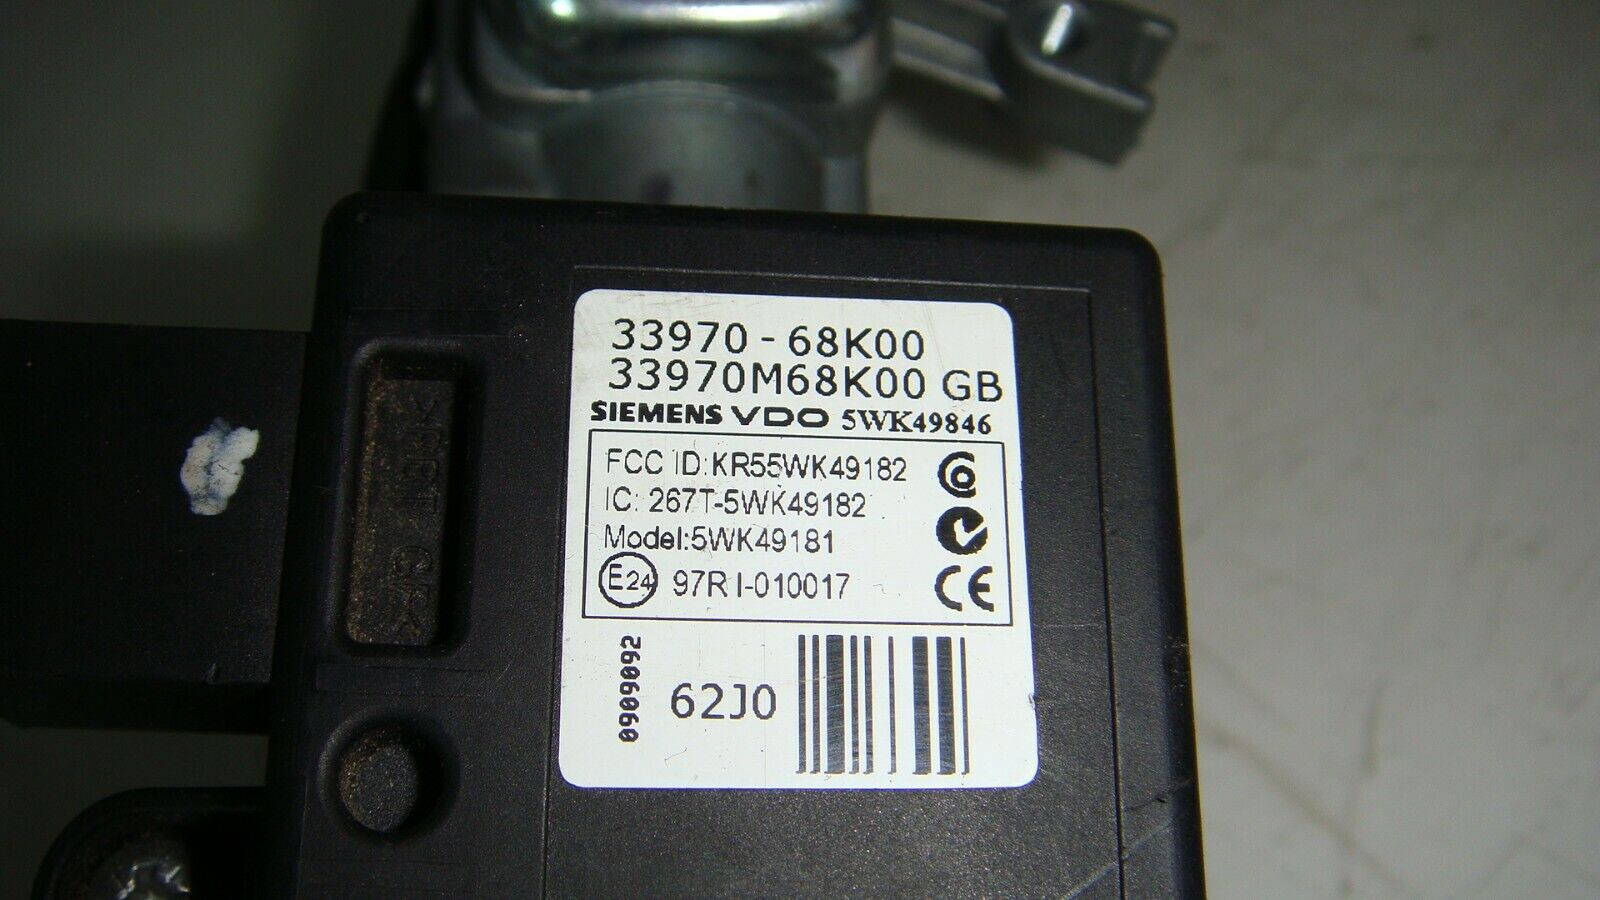 33970-68K00
33970M68K00 GB
SIEMENS VDO 5WK49846
FCC ID:KR55WK49182
IC: 267T-5WK49182
Model:5WK49181
E24 97RI-010017
CE
0909092
62J0